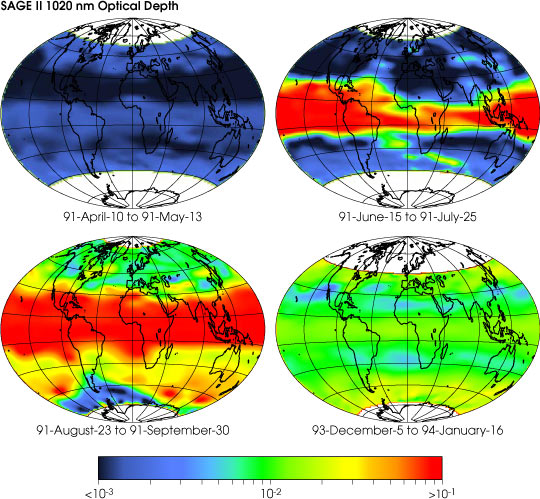 SAGE II 1020 nm Optical Depth
91-April-10 to 91-May-13
91-June-15 to 91-July-25
91-August-23 to 91-September-30
93-December-5 to 94-January-16
<10⁻³
10⁻²
>10⁻¹